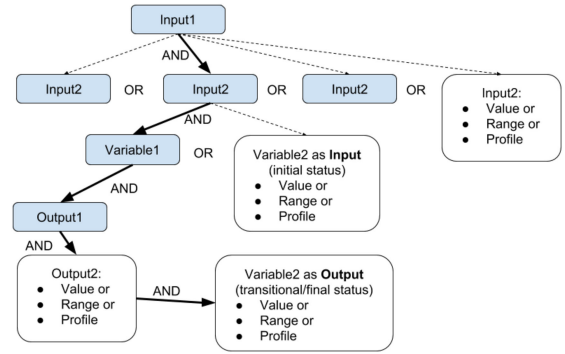 Input1
AND
Input2 OR Input2 OR Input2 OR
Input2:
● Value or
● Range or
● Profile
AND
Variable1 OR
Variable2 as Input
(initial status)
● Value or
● Range or
● Profile
AND
Output1
AND
Output2:
● Value or
● Range or
● Profile
AND
Variable2 as Output
(transitional/final status)
● Value or
● Range or
● Profile